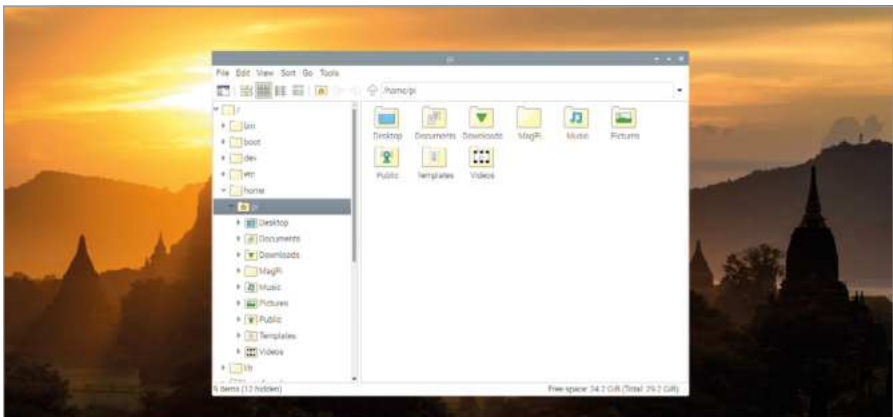 pi
File Edit View Sort Go Tools
/home/pi
/
bin
boot
dev
etc
home
pi
Desktop
Documents
Downloads
MagPi
Music
Pictures
Public
Templates
Videos
lib
Desktop Documents Downloads MagPi Music Pictures
Public Templates Videos
9 items (12 hidden)
Free space: 24.2 GiB (Total: 29.2 GiB)